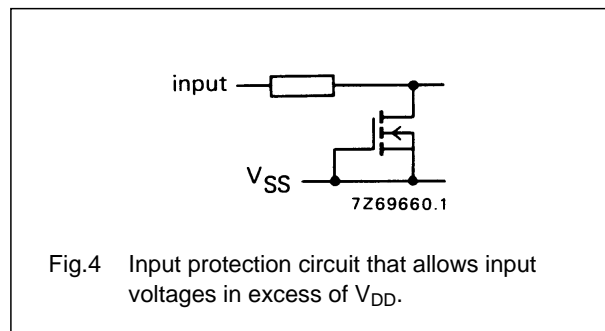 input
VSS
7Z69660.1
Fig.4 Input protection circuit that allows input
voltages in excess of VDD.